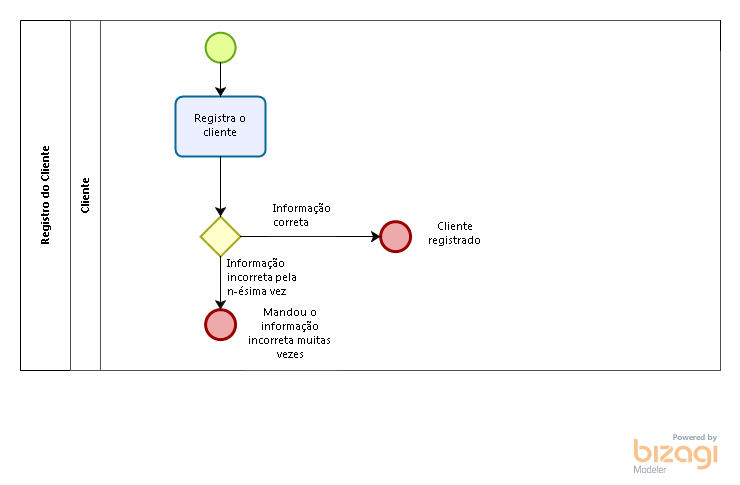 Registro do Cliente
Cliente
Registra o
cliente
Informação
correta
Cliente
registrado
Informação
incorreta pela
n-ésima vez
Mandou o
informação
incorreta muitas
vezes
Powered by
bizagi
Modeler